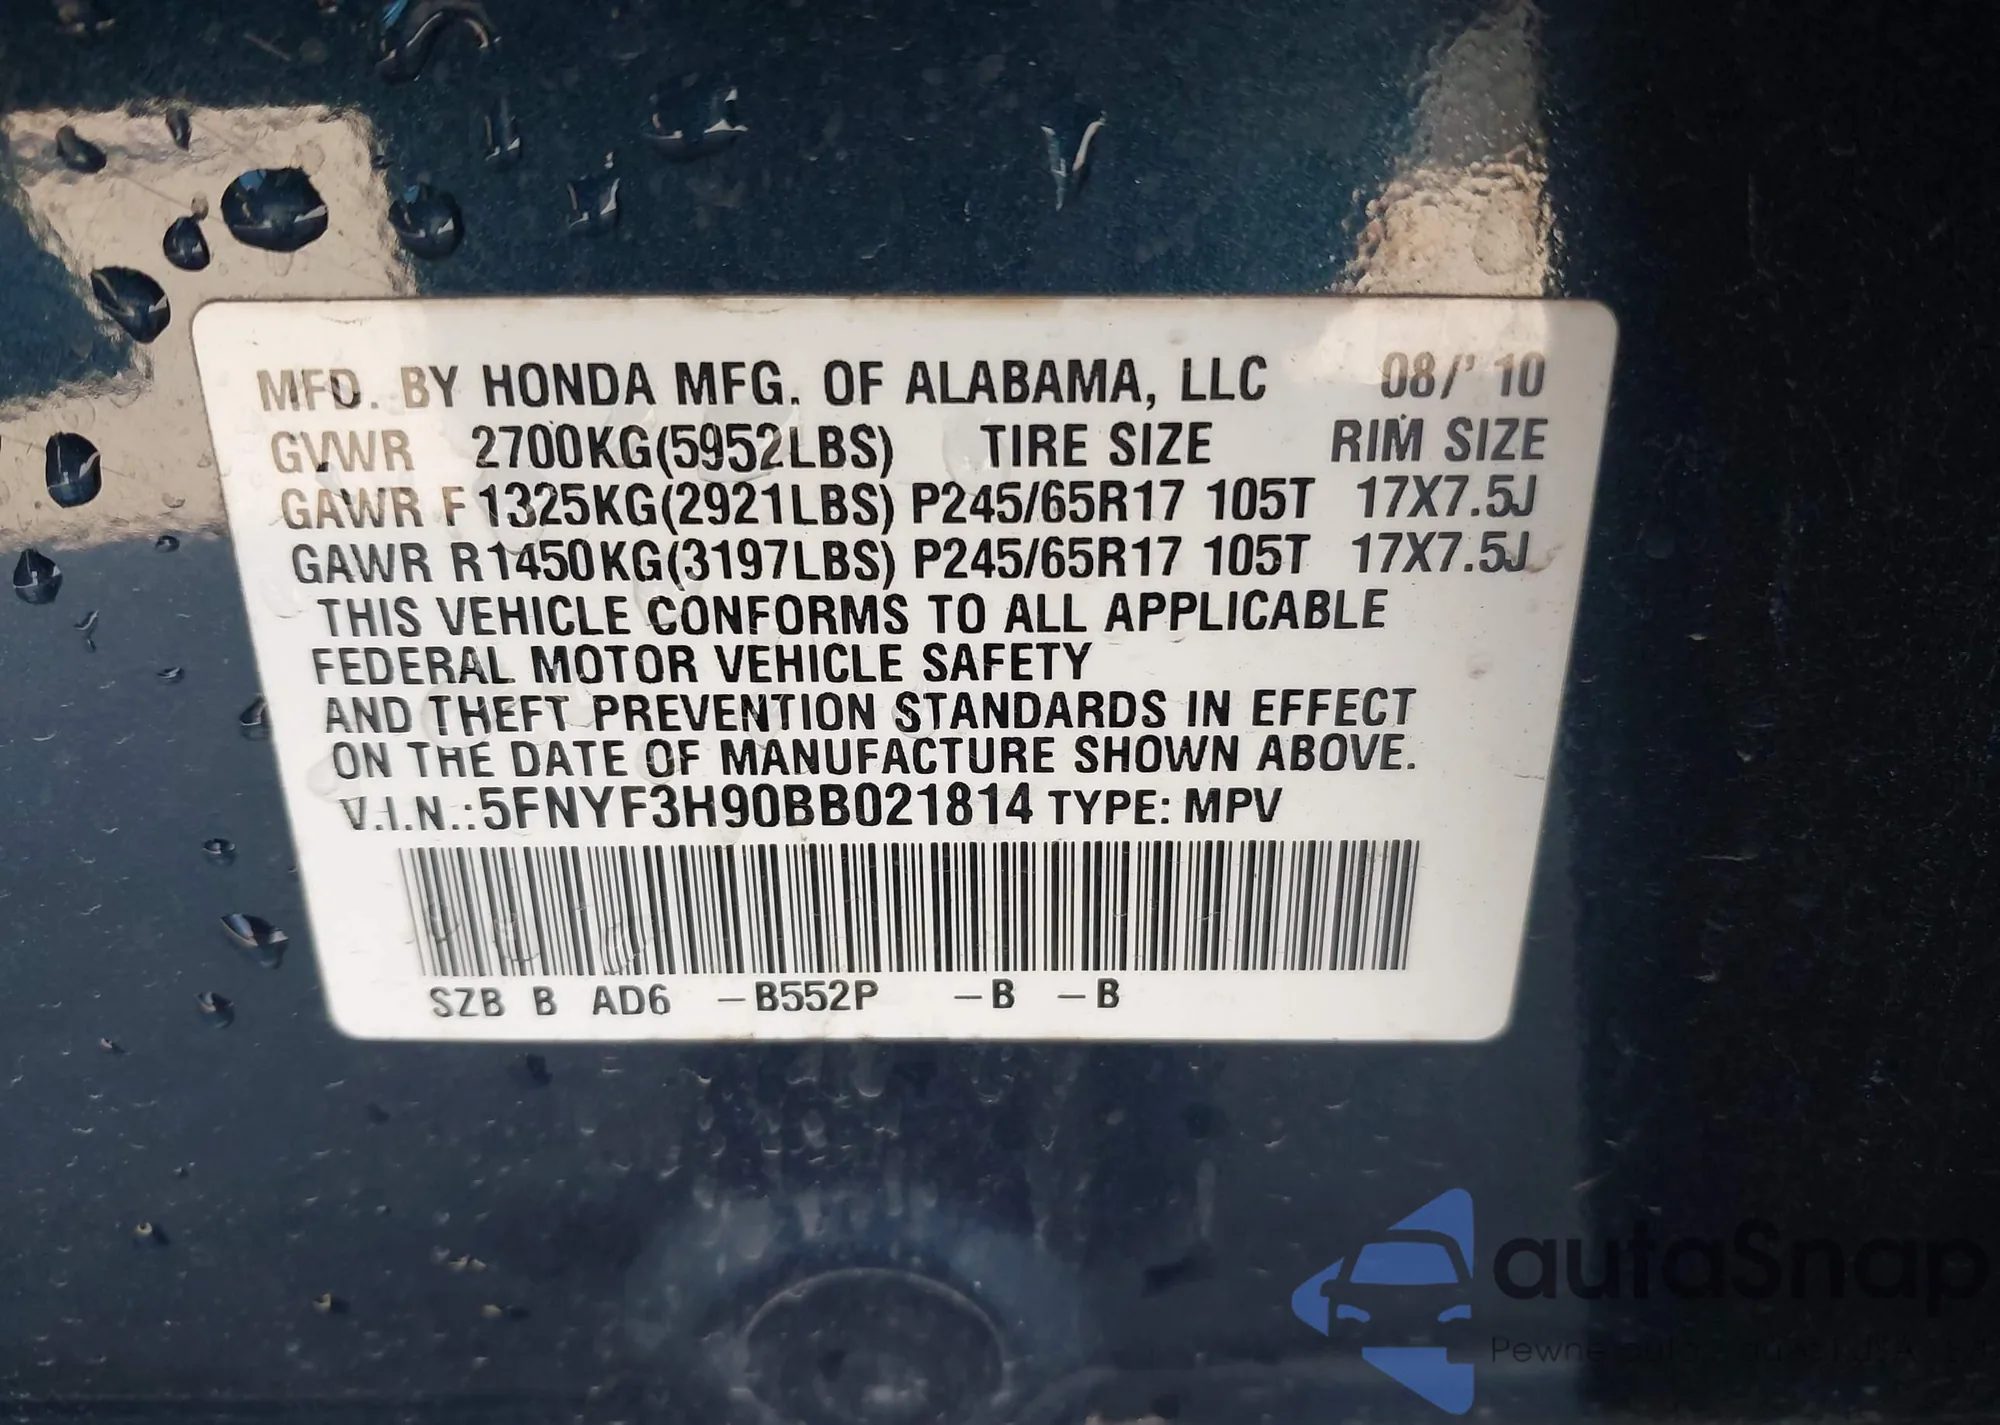 MFD. BY HONDA MFG. OF ALABAMA, LLC 08/'10
GVWR 2700KG(5952LBS) TIRE SIZE RIM SIZE
GAWR F 1325KG(2921LBS) P245/65R17 105T 17X7.5J
GAWR R1450KG(3197LBS) P245/65R17 105T 17X7.5J
THIS VEHICLE CONFORMS TO ALL APPLICABLE
FEDERAL MOTOR VEHICLE SAFETY
AND THEFT PREVENTION STANDARDS IN EFFECT
ON THE DATE OF MANUFACTURE SHOWN ABOVE.
V.I.N.:5FNYF3H90BB021814 TYPE: MPV
SZB B AD6 –B552P –B –B
autaSnap
Pewne auta